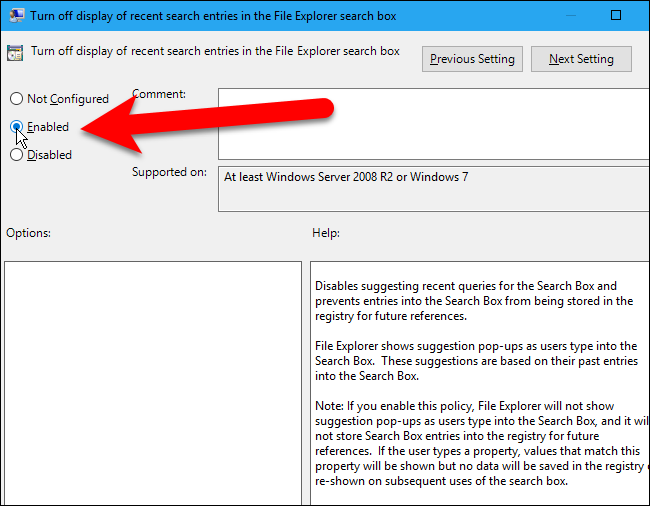 Turn off display of recent search entries in the File Explorer search box
Turn off display of recent search entries in the File Explorer search box
Previous Setting
Next Setting
Not Configured
Comment:
Enabled
Disabled
Supported on:
At least Windows Server 2008 R2 or Windows 7
Options:
Help:
Disables suggesting recent queries for the Search Box and
prevents entries into the Search Box from being stored in the
registry for future references.
File Explorer shows suggestion pop-ups as users type into the
Search Box.  These suggestions are based on their past entries
into the Search Box.
Note: If you enable this policy, File Explorer will not show
suggestion pop-ups as users type into the Search Box, and it will
not store Search Box entries into the registry for future
references.  If the user types a property, values that match this
property will be shown but no data will be saved in the registry
re-shown on subsequent uses of the search box.